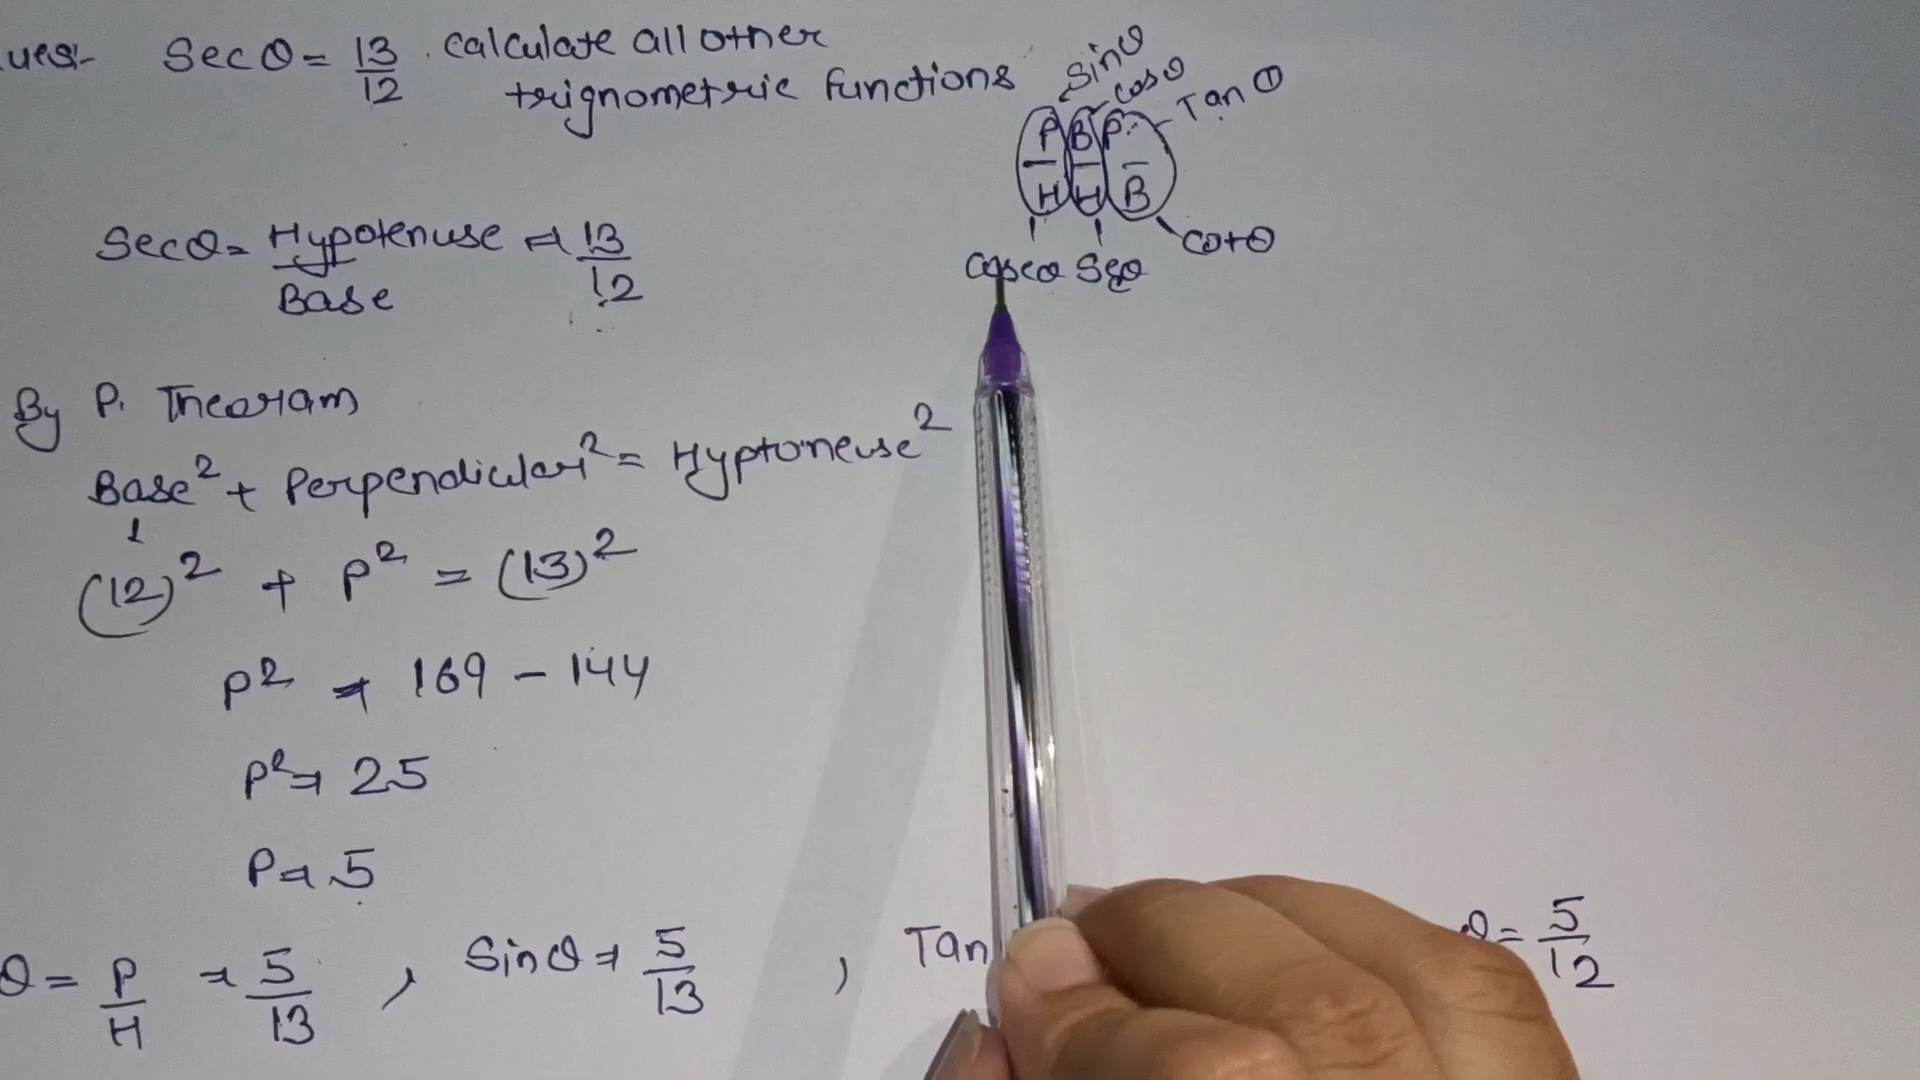 ues:- Secθ = 13/12 . calculate all other
trignometric functions
Sinθ
cosθ
Tanθ
P B P
H H B
cotθ
Secθ = Hypotenuse = 13
Base 12
By P. Theoram
Base² + Perpendicular² = Hyptoneuse²
(12)² + P² = (13)²
P² = 169 - 144
P² = 25
P = 5
θ = P/H = 5/13 , Sinθ = 5/13 , Tan θ = 5/12